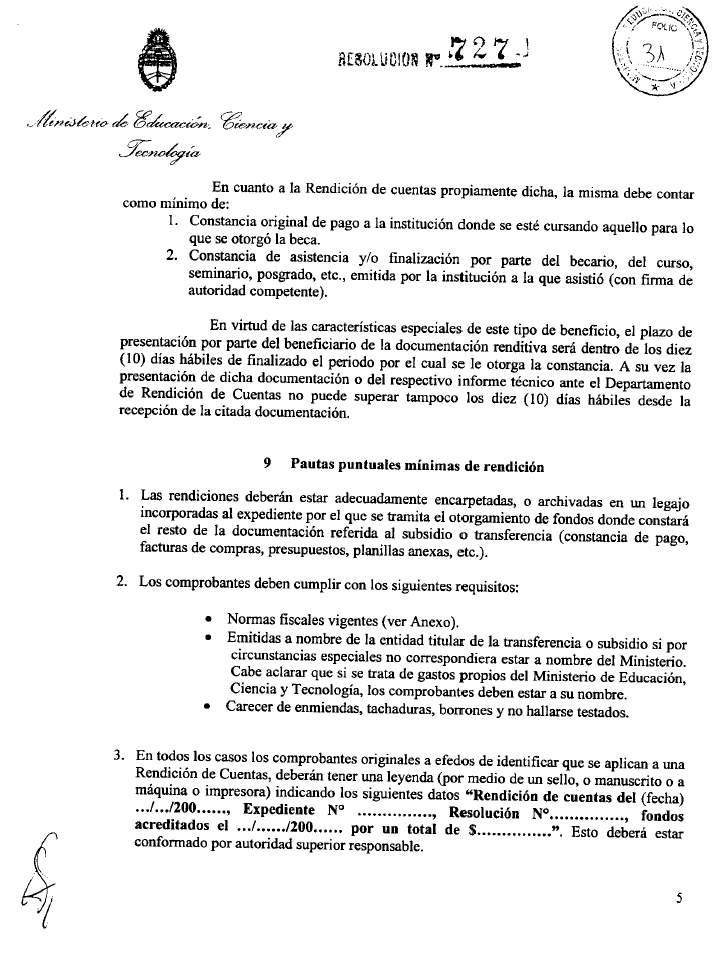 RESOLUCION Nº 727
FOLIO
31
Ministerio de Educación, Ciencia y
Tecnología
En cuanto a la Rendición de cuentas propiamente dicha, la misma debe contar
como mínimo de:
1. Constancia original de pago a la institución donde se esté cursando aquello para lo
que se otorgó la beca.
2. Constancia de asistencia y/o finalización por parte del becario, del curso,
seminario, posgrado, etc., emitida por la institución a la que asistió (con firma de
autoridad competente).
En virtud de las características especiales de este tipo de beneficio, el plazo de
presentación por parte del beneficiario de la documentación renditiva será dentro de los diez
(10) días hábiles de finalizado el periodo por el cual se le otorga la constancia. A su vez la
presentación de dicha documentación o del respectivo informe técnico ante el Departamento
de Rendición de Cuentas no puede superar tampoco los diez (10) días hábiles desde la
recepción de la citada documentación.
9 Pautas puntuales mínimas de rendición
1. Las rendiciones deberán estar adecuadamente encarpetadas, o archivadas en un legajo
incorporadas al expediente por el que se tramita el otorgamiento de fondos donde constará
el resto de la documentación referida al subsidio o transferencia (constancia de pago,
facturas de compras, presupuestos, planillas anexas, etc.).
2. Los comprobantes deben cumplir con los siguientes requisitos:
• Normas fiscales vigentes (ver Anexo).
• Emitidas a nombre de la entidad titular de la transferencia o subsidio si por
circunstancias especiales no correspondiera estar a nombre del Ministerio.
Cabe aclarar que si se trata de gastos propios del Ministerio de Educación,
Ciencia y Tecnología, los comprobantes deben estar a su nombre.
• Carecer de enmiendas, tachaduras, borrones y no hallarse testados.
3. En todos los casos los comprobantes originales a efedos de identificar que se aplican a una
Rendición de Cuentas, deberán tener una leyenda (por medio de un sello, o manuscrito o a
máquina o impresora) indicando los siguientes datos “Rendición de cuentas del (fecha)
.../.../200......, Expediente Nº ..............., Resolución Nº..............., fondos
acreditados el .../....../200...... por un total de $...............”. Esto deberá estar
conformado por autoridad superior responsable.
5